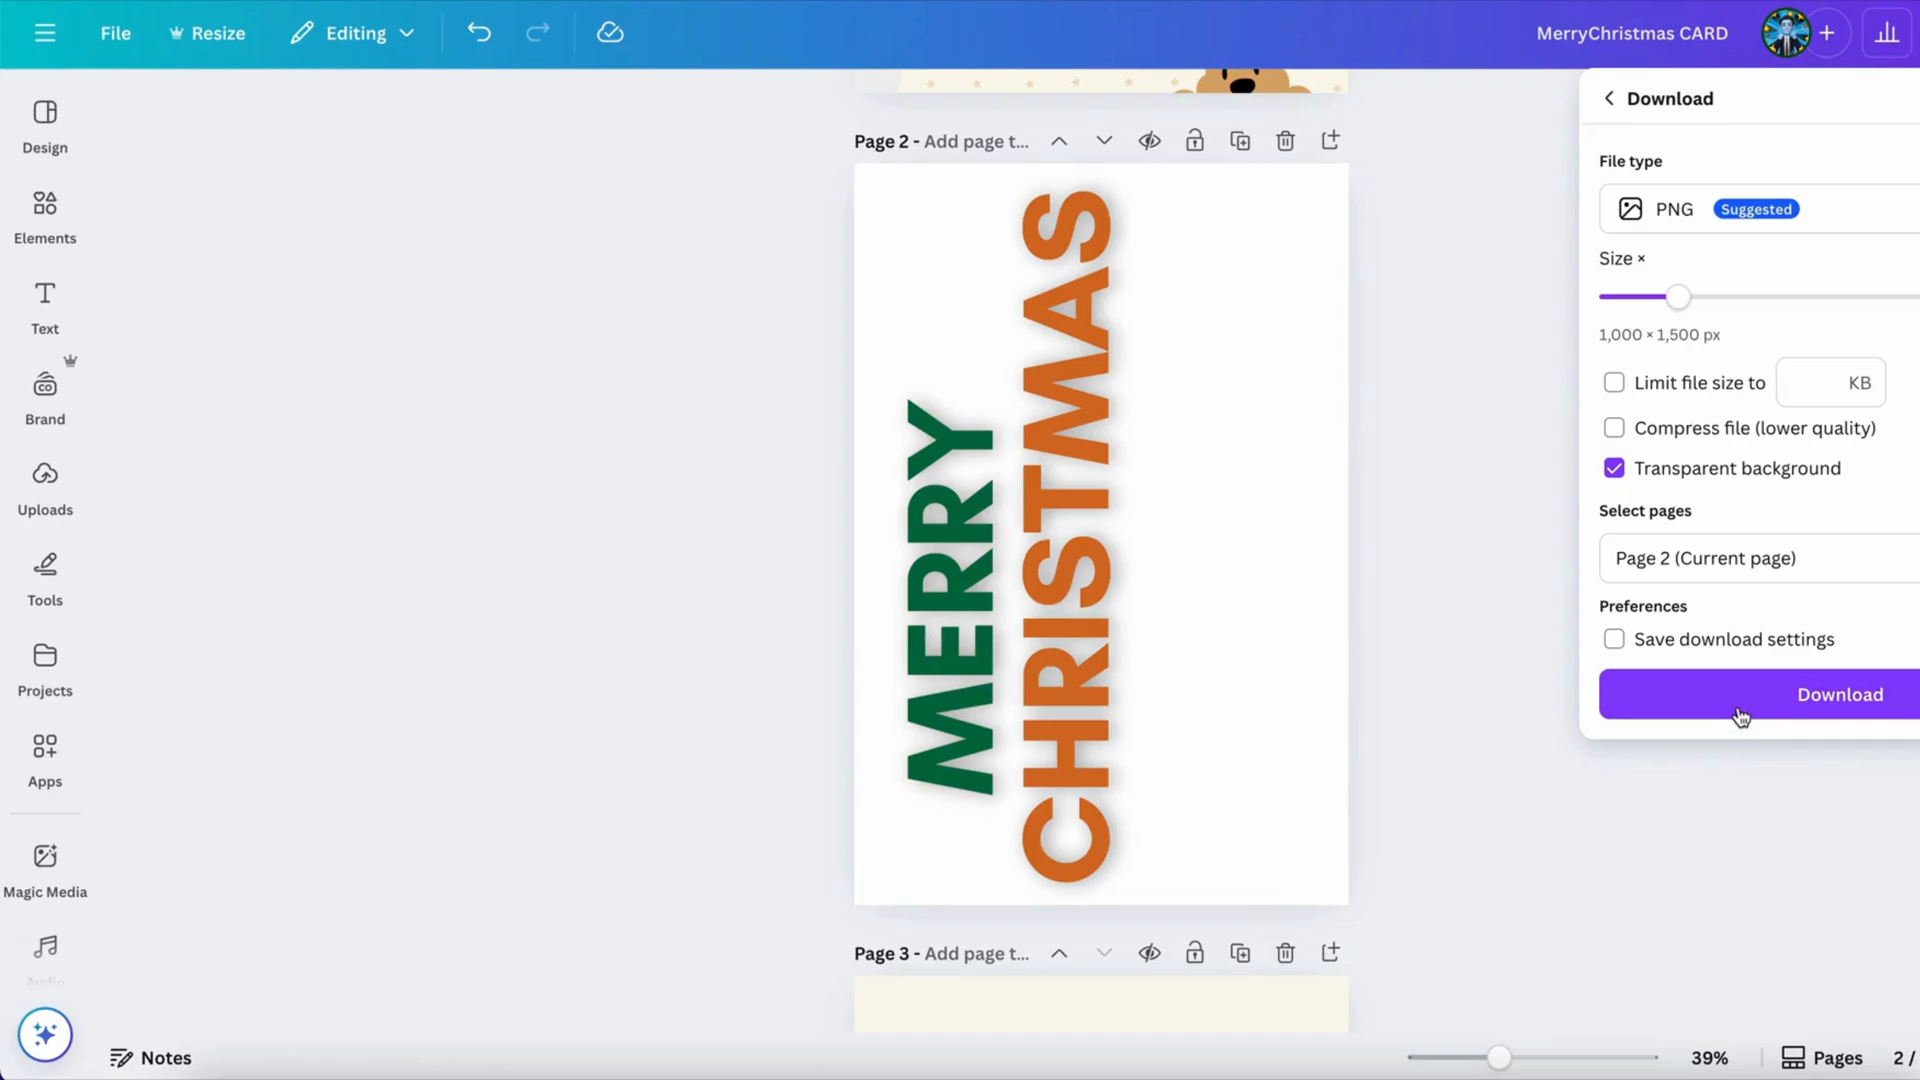 File
Resize
Editing
MerryChristmas CARD
Design
Elements
Text
Brand
CO
Uploads
Tools
Projects
Apps
Magic Media
Audio
Page 2 - Add page t...
MERRY
CHRISTMAS
Page 3 - Add page t...
Download
File type
PNG Suggested
Size ×
1,000 × 1,500 px
Limit file size to KB
Compress file (lower quality)
Transparent background
Select pages
Page 2 (Current page)
Preferences
Save download settings
Download
Notes
39%
Pages
2 /